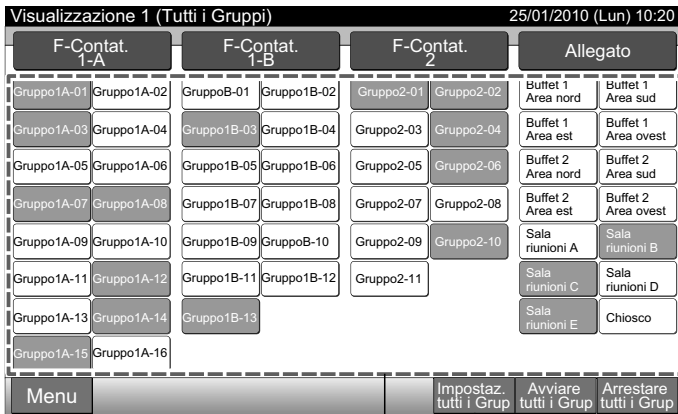 Visualizzazione 1 (Tutti i Gruppi) 25/01/2010 (Lun) 10:20
F-Contat.
1-A
F-Contat.
1-B
F-Contat.
2
Allegato
Gruppo1A-01 Gruppo1A-02 GruppoB-01 Gruppo1B-02 Gruppo2-01 Gruppo2-02
Buffet 1
Area nord
Buffet 1
Area sud
Gruppo1A-03 Gruppo1A-04 Gruppo1B-03 Gruppo1B-04 Gruppo2-03 Gruppo2-04
Buffet 1
Area est
Buffet 1
Area ovest
Gruppo1A-05 Gruppo1A-06 Gruppo1B-05 Gruppo1B-06 Gruppo2-05 Gruppo2-06
Buffet 2
Area nord
Buffet 2
Area sud
Gruppo1A-07 Gruppo1A-08 Gruppo1B-07 Gruppo1B-08 Gruppo2-07 Gruppo2-08
Buffet 2
Area est
Buffet 2
Area ovest
Gruppo1A-09 Gruppo1A-10 Gruppo1B-09 GruppoB-10 Gruppo2-09 Gruppo2-10
Sala
riunioni A
Sala
riunioni B
Gruppo1A-11 Gruppo1A-12 Gruppo1B-11 Gruppo1B-12 Gruppo2-11
Sala
riunioni C
Sala
riunioni D
Gruppo1A-13 Gruppo1A-14 Gruppo1B-13
Sala
riunioni E
Chiosco
Gruppo1A-15 Gruppo1A-16
Menu
Impostaz.
tutti i Grup
Avviare
tutti i Grup
Arrestare
tutti i Grup